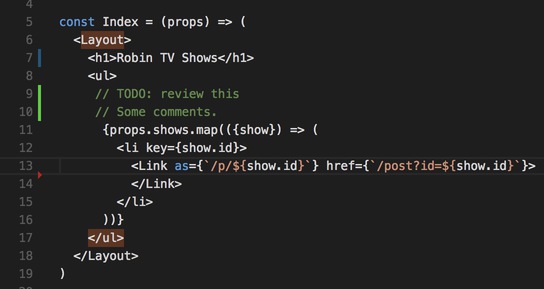 4
5 const Index = (props) => (
6 <Layout>
7 <h1>Robin TV Shows</h1>
8 <ul>
9 // TODO: review this
10 // Some comments.
11 {props.shows.map(({show}) => (
12 <li key={show.id}>
13 <Link as={`/p/${show.id}`} href={`/post?id=${show.id}`}>
14 </Link>
15 </li>
16 ))}
17 </ul>
18 </Layout>
19 )